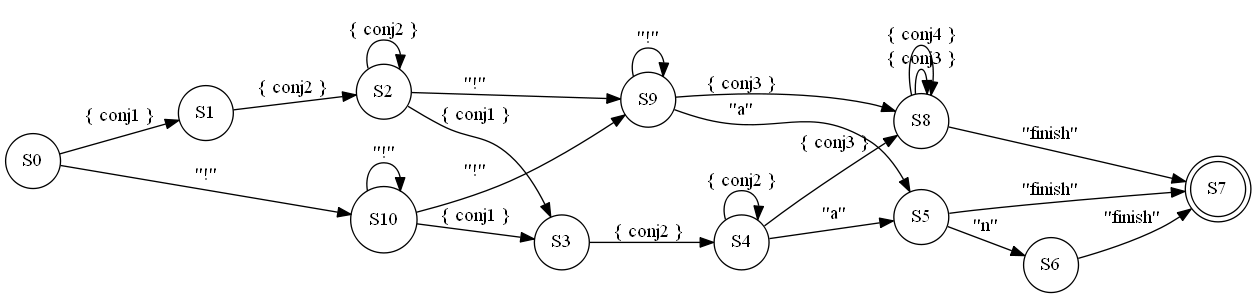 { conj2 }
"!"
{ conj4 }
{ conj3 }
{ conj1 }
{ conj2 }
"!"
{ conj3 }
"a"
S0
S1
S2
S9
S8
{ conj1 }
"finish"
"!"
"!"
"!"
{ conj3 }
{ conj2 }
"finish"
S7
S10
{ conj1 }
"a"
S5
"n"
"finish"
S3
{ conj2 }
S4
S6